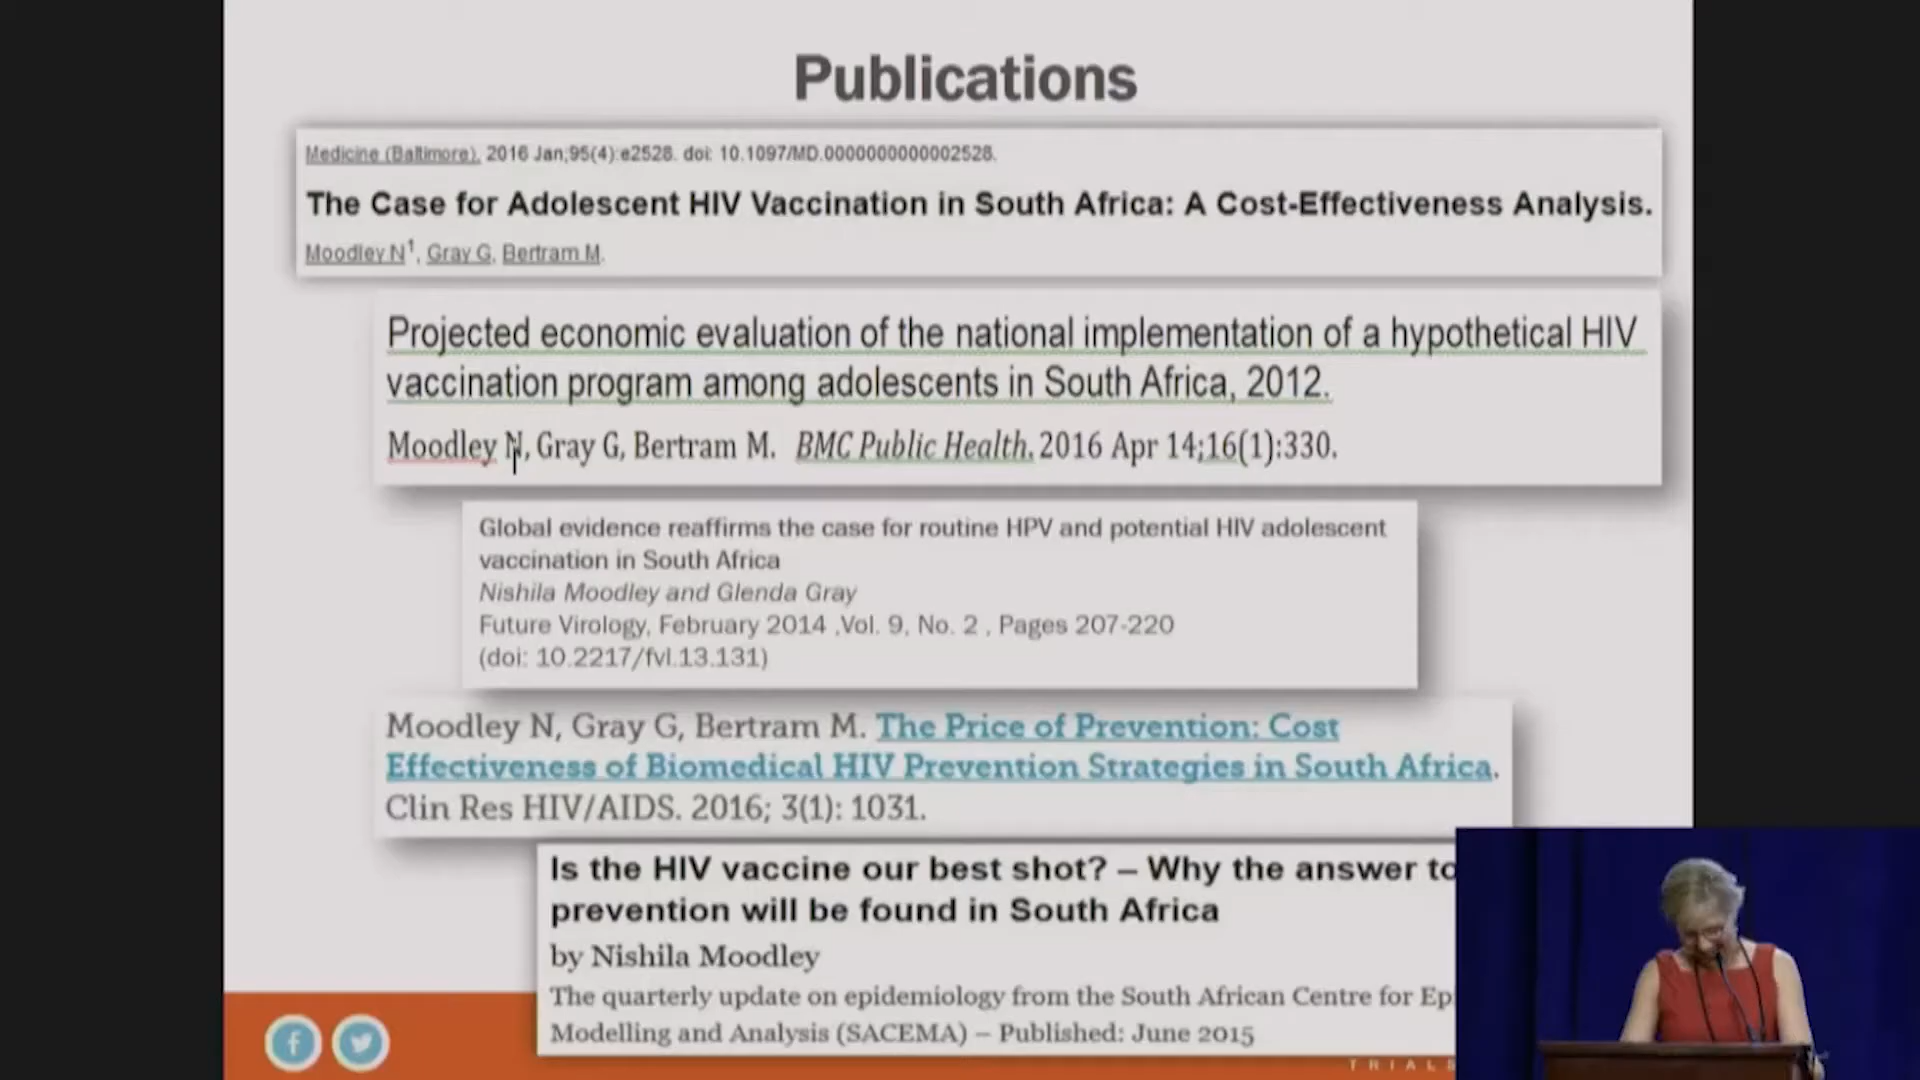 Publications
Medicine (Baltimore). 2016 Jan;95(4):e2528. doi: 10.1097/MD.0000000000002528.
The Case for Adolescent HIV Vaccination in South Africa: A Cost-Effectiveness Analysis.
Moodley N1, Gray G, Bertram M.
Projected economic evaluation of the national implementation of a hypothetical HIV
vaccination program among adolescents in South Africa, 2012.
Moodley N, Gray G, Bertram M. BMC Public Health. 2016 Apr 14;16(1):330.
Global evidence reaffirms the case for routine HPV and potential HIV adolescent
vaccination in South Africa
Nishila Moodley and Glenda Gray
Future Virology, February 2014 ,Vol. 9, No. 2 , Pages 207-220
(doi: 10.2217/fvl.13.131)
Moodley N, Gray G, Bertram M. The Price of Prevention: Cost
Effectiveness of Biomedical HIV Prevention Strategies in South Africa.
Clin Res HIV/AIDS. 2016; 3(1): 1031.
Is the HIV vaccine our best shot? – Why the answer to
prevention will be found in South Africa
by Nishila Moodley
The quarterly update on epidemiology from the South African Centre for Ep
Modelling and Analysis (SACEMA) – Published: June 2015
TRIALS